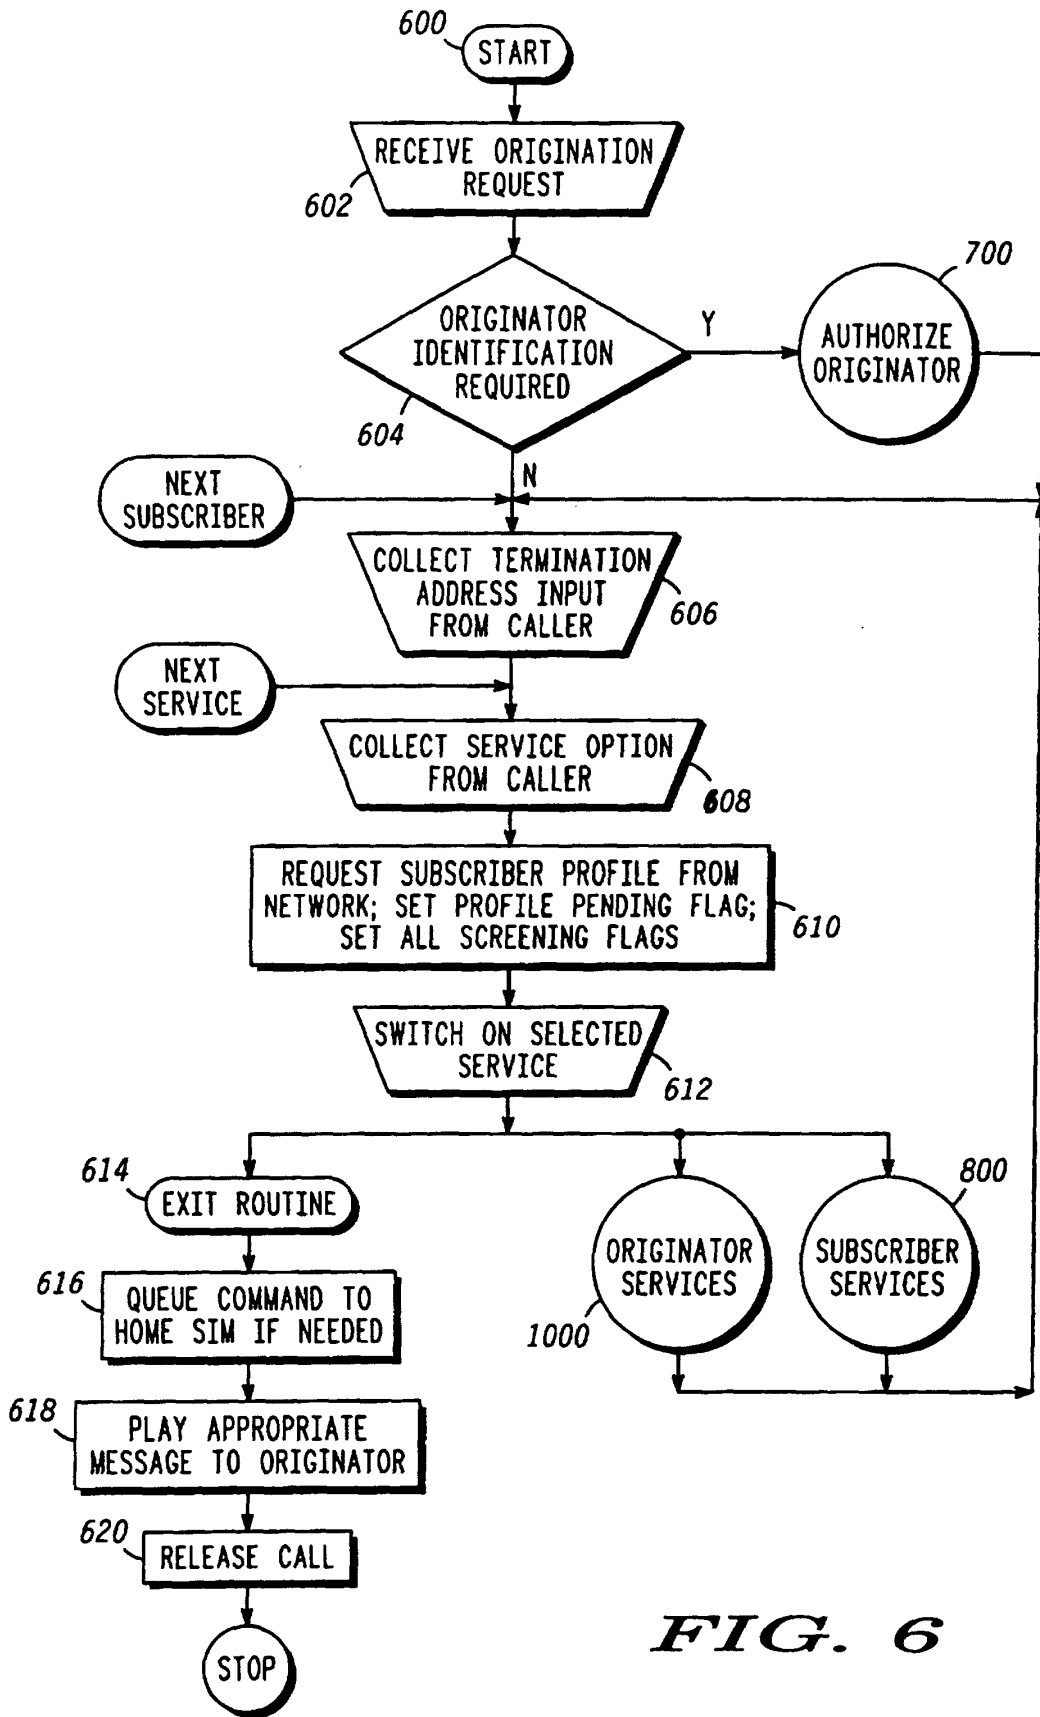 600
START
RECEIVE ORIGINATION
REQUEST
602
700
ORIGINATOR
IDENTIFICATION
REQUIRED
Y
AUTHORIZE
ORIGINATOR
604
N
NEXT
SUBSCRIBER
COLLECT TERMINATION
ADDRESS INPUT
FROM CALLER
606
NEXT
SERVICE
COLLECT SERVICE OPTION
FROM CALLER
608
REQUEST SUBSCRIBER PROFILE FROM
NETWORK; SET PROFILE PENDING FLAG;
SET ALL SCREENING FLAGS
610
SWITCH ON SELECTED
SERVICE
612
614
EXIT ROUTINE
800
ORIGINATOR
SERVICES
1000
SUBSCRIBER
SERVICES
616
QUEUE COMMAND TO
HOME SIM IF NEEDED
618
PLAY APPROPRIATE
MESSAGE TO ORIGINATOR
620
RELEASE CALL
STOP
FIG. 6